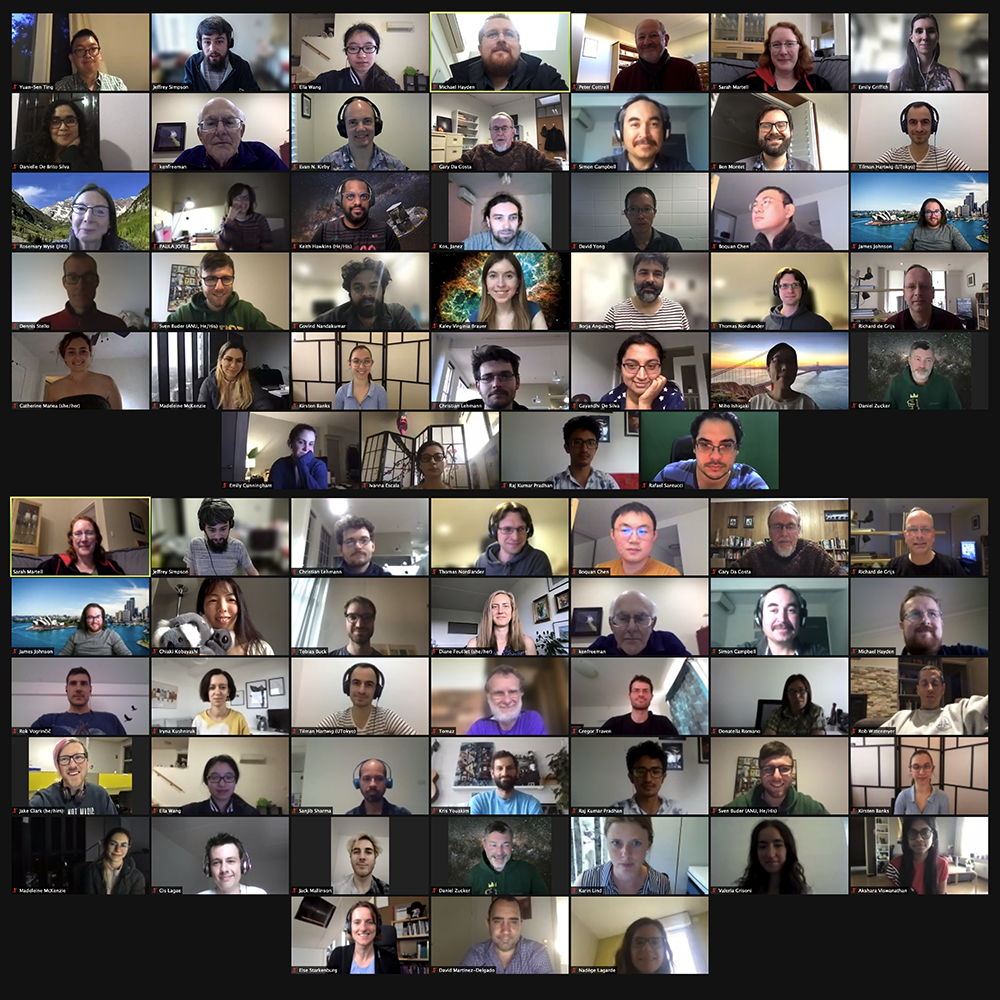 Yuan-Sen Ting
Jeffrey Simpson
Ella Wang
Michael Hayden
Peter Cottrell
Sarah Martell
Emily Griffith
Danielle De Brito Silva
kenfreeman
Evan N. Kirby
Gary Da Costa
Simon Campbell
Ben Montet
Tilman Hartwig (UTokyo)
Rosemary Wyse (JHU)
PAULA JOFRE
Keith Hawkins (He/His)
Kos, Janez
David Yong
Boquan Chen
James Johnson
Dennis Stello
Sven Buder (ANU, He/His)
Govind Nandakumar
Kaley Virginia Brauer
Borja Anguiano
Thomas Nordlander
Richard de Grijs
Catherine Manea (she/her)
Madeleine McKenzie
Kirsten Banks
Christian Lehmann
Gayandhi De Silva
Miho Ishigaki
Daniel Zucker
Emily Cunningham
Ivanna Escala
Raj Kumar Pradhan
Rafael Santucci
Sarah Martell
Jeffrey Simpson
Christian Lehmann
Thomas Nordlander
Boquan Chen
Gary Da Costa
Richard de Grijs
James Johnson
Chiaki Kobayashi
Tobias Buck
Diane Feuillet (she/her)
kenfreeman
Simon Campbell
Michael Hayden
Rok Vogrinčič
Iryna Kushniruk
Tilman Hartwig (UTokyo)
Tomaz
Gregor Traven
Donatella Romano
Rob Wittenmyer
Jake Clark (he/him)
NOT MAGIC
Ella Wang
Sanjib Sharma
Kris Youakim
Raj Kumar Pradhan
Sven Buder (ANU, He/His)
Kirsten Banks
Madeleine McKenzie
Cis Lagae
Jack Mallinson
Daniel Zucker
Karin Lind
Valeria Grisoni
Akshara Viswanathan
Else Starkenburg
David Martinez-Delgado
Nadège Lagarde